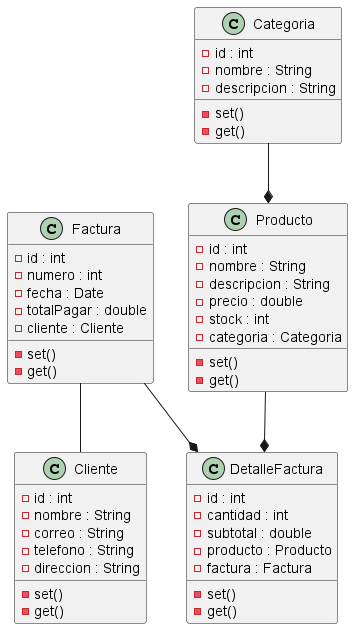 C Categoria
id : int
nombre : String
descripcion : String
set()
get()
C Factura
id : int
numero : int
fecha : Date
totalPagar : double
cliente : Cliente
set()
get()
C Producto
id : int
nombre : String
descripcion : String
precio : double
stock : int
categoria : Categoria
set()
get()
C Cliente
id : int
nombre : String
correo : String
telefono : String
direccion : String
set()
get()
C DetalleFactura
id : int
cantidad : int
subtotal : double
producto : Producto
factura : Factura
set()
get()